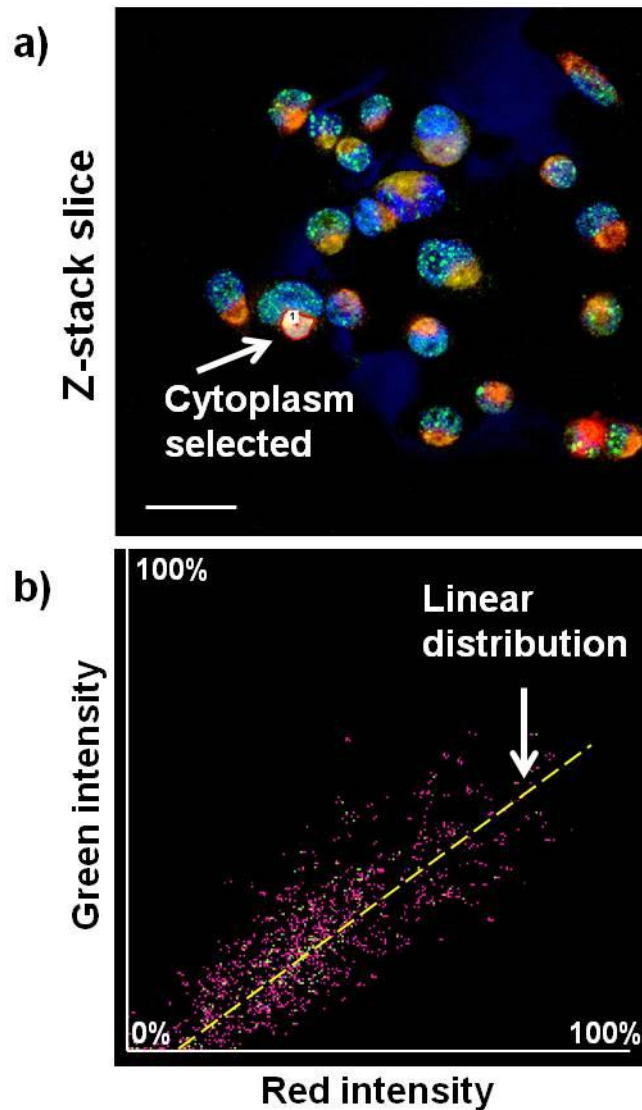 a)
Z-stack slice
1
Cytoplasm
selected
b)
100%
Linear
distribution
Green intensity
0%
100%
Red intensity